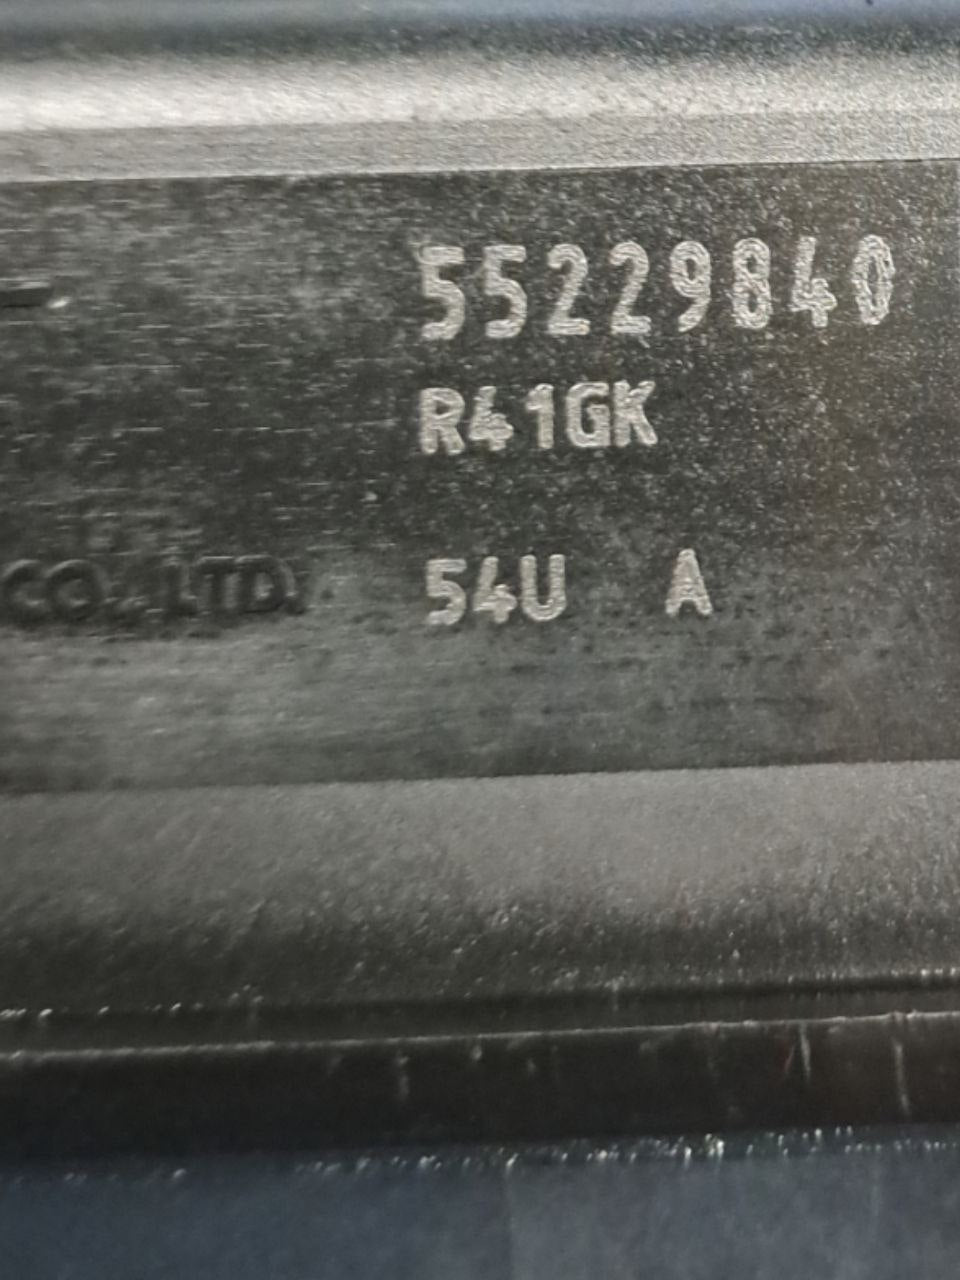 55229840
R41GK
CO., LTD. 54U A